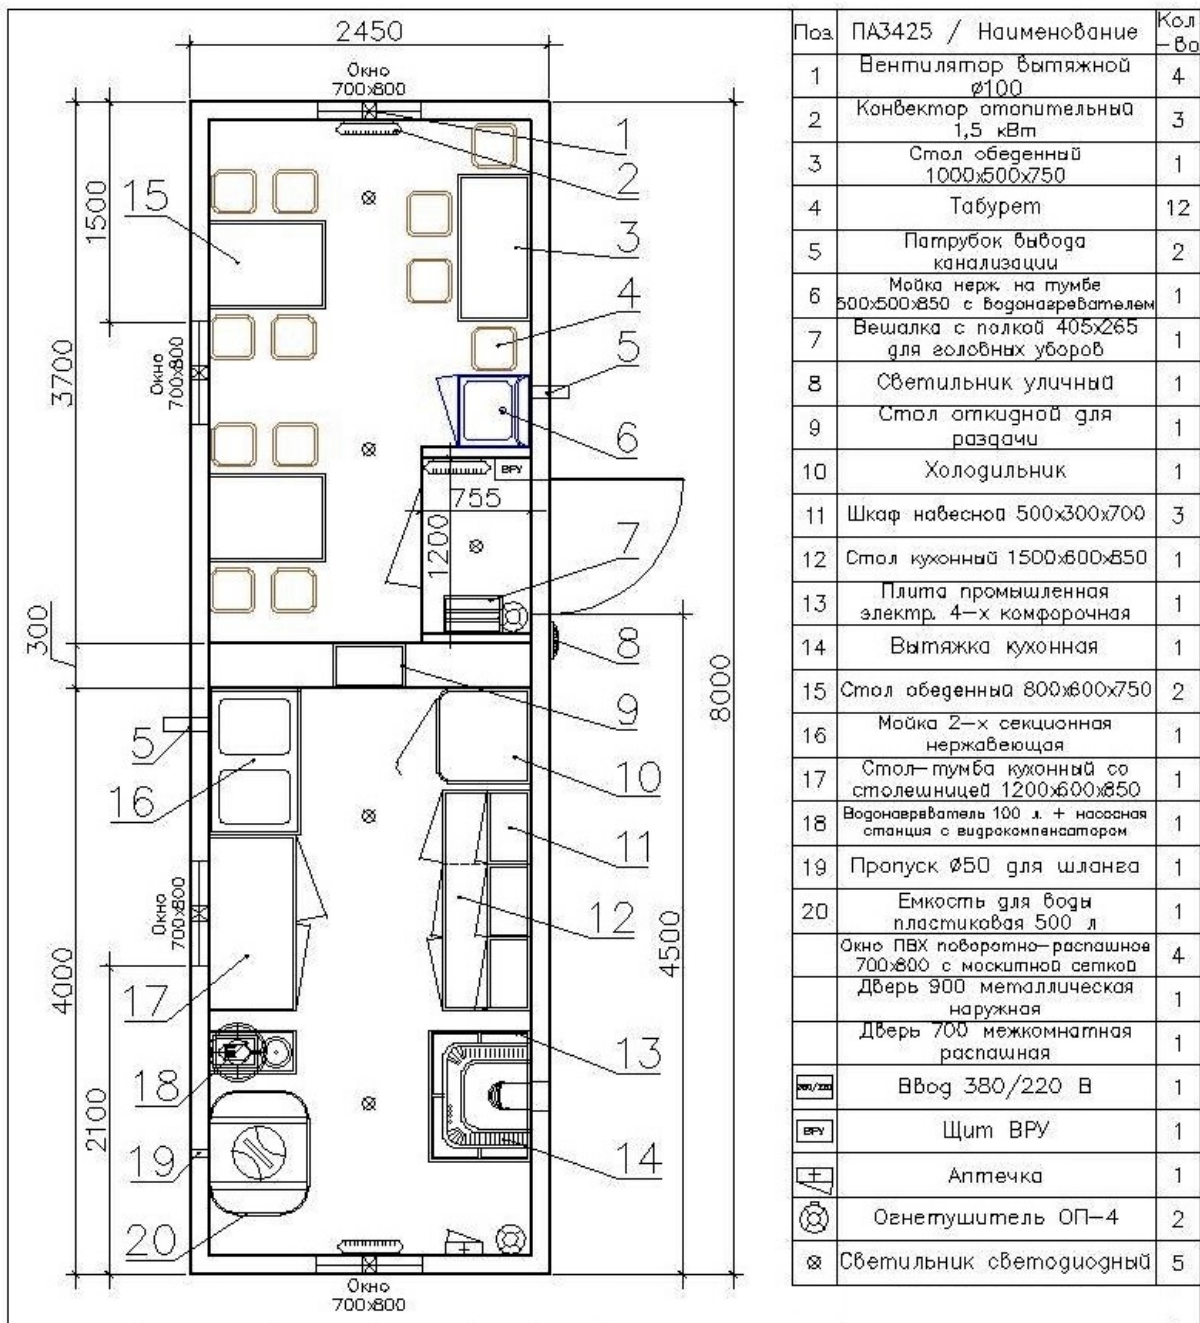 2450
Окно
700х800
1500
3700
300
4000
2100
8000
4500
755
1200
Окно
700х800
Окно
700х800
Окно
700х800
ВРУ
1
2
3
4
5
6
7
8
9
10
11
12
13
14
15
5
16
17
18
19
20
Поз. ПА3425 / Наименование Кол
-во
1 Вентилятор вытяжной
ø100 4
2 Конвектор отопительный
1,5 кВт 3
3 Стол обеденный
1000х500х750 1
4 Табурет 12
5 Патрубок вывода
канализации 2
6 Мойка нерж. на тумбе
500х500х850 с водонагревателем 1
7 Вешалка с полкой 405х265
для головных уборов 1
8 Светильник уличный 1
9 Стол откидной для
раздачи 1
10 Холодильник 1
11 Шкаф навесной 500х300х700 3
12 Стол кухонный 1500х600х850 1
13 Плита промышленная
электр. 4-х комфорочная 1
14 Вытяжка кухонная 1
15 Стол обеденный 800х600х750 2
16 Мойка 2-х секционная
нержавеющая 1
17 Стол-тумба кухонный со
столешницей 1200х600х850 1
18 Водонагреватель 100 л. + насосная
станция с гидрокомпенсатором 1
19 Пропуск Ø50 для шланга 1
20 Емкость для воды
пластиковая 500 л 1
Окно ПВХ поворотно-распашное
700х800 с москитной сеткой 4
Дверь 900 металлическая
наружная 1
Дверь 700 межкомнатная
распашная 1
380/220 Ввод 380/220 В 1
ВРУ Щит ВРУ 1
Аптечка 1
Огнетушитель ОП-4 2
Светильник светодиодный 5